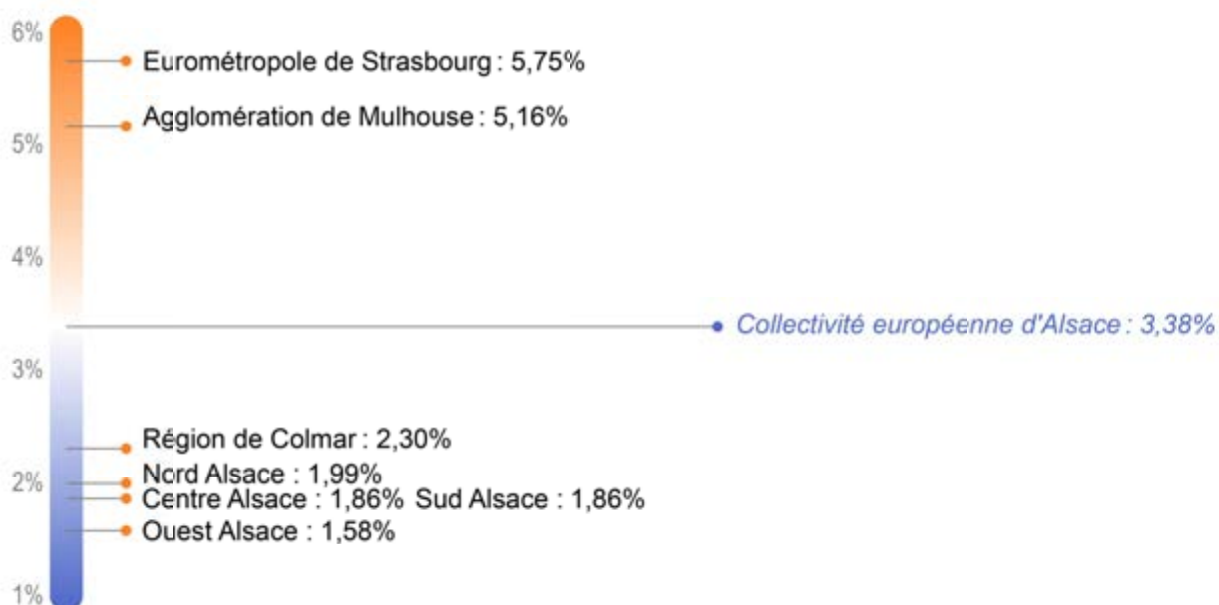 6%
Eurométropole de Strasbourg : 5,75%
Agglomération de Mulhouse : 5,16%
5%
4%
Collectivité européenne d'Alsace : 3,38%
3%
Région de Colmar : 2,30%
Nord Alsace : 1,99%
2%
Centre Alsace : 1,86% Sud Alsace : 1,86%
Ouest Alsace : 1,58%
1%